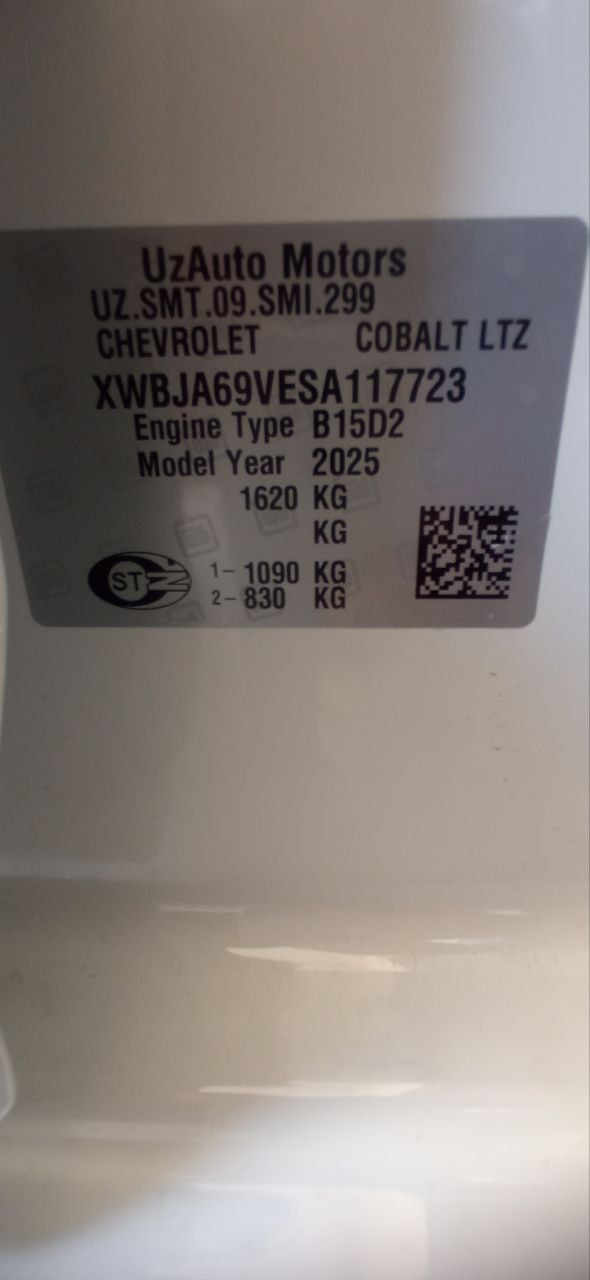 UzAuto Motors
UZ.SMT.09.SMI.299
CHEVROLET COBALT LTZ
XWBJA69VESA117723
Engine Type B15D2
Model Year 2025
1620 KG
KG
1- 1090 KG
2- 830 KG
ST